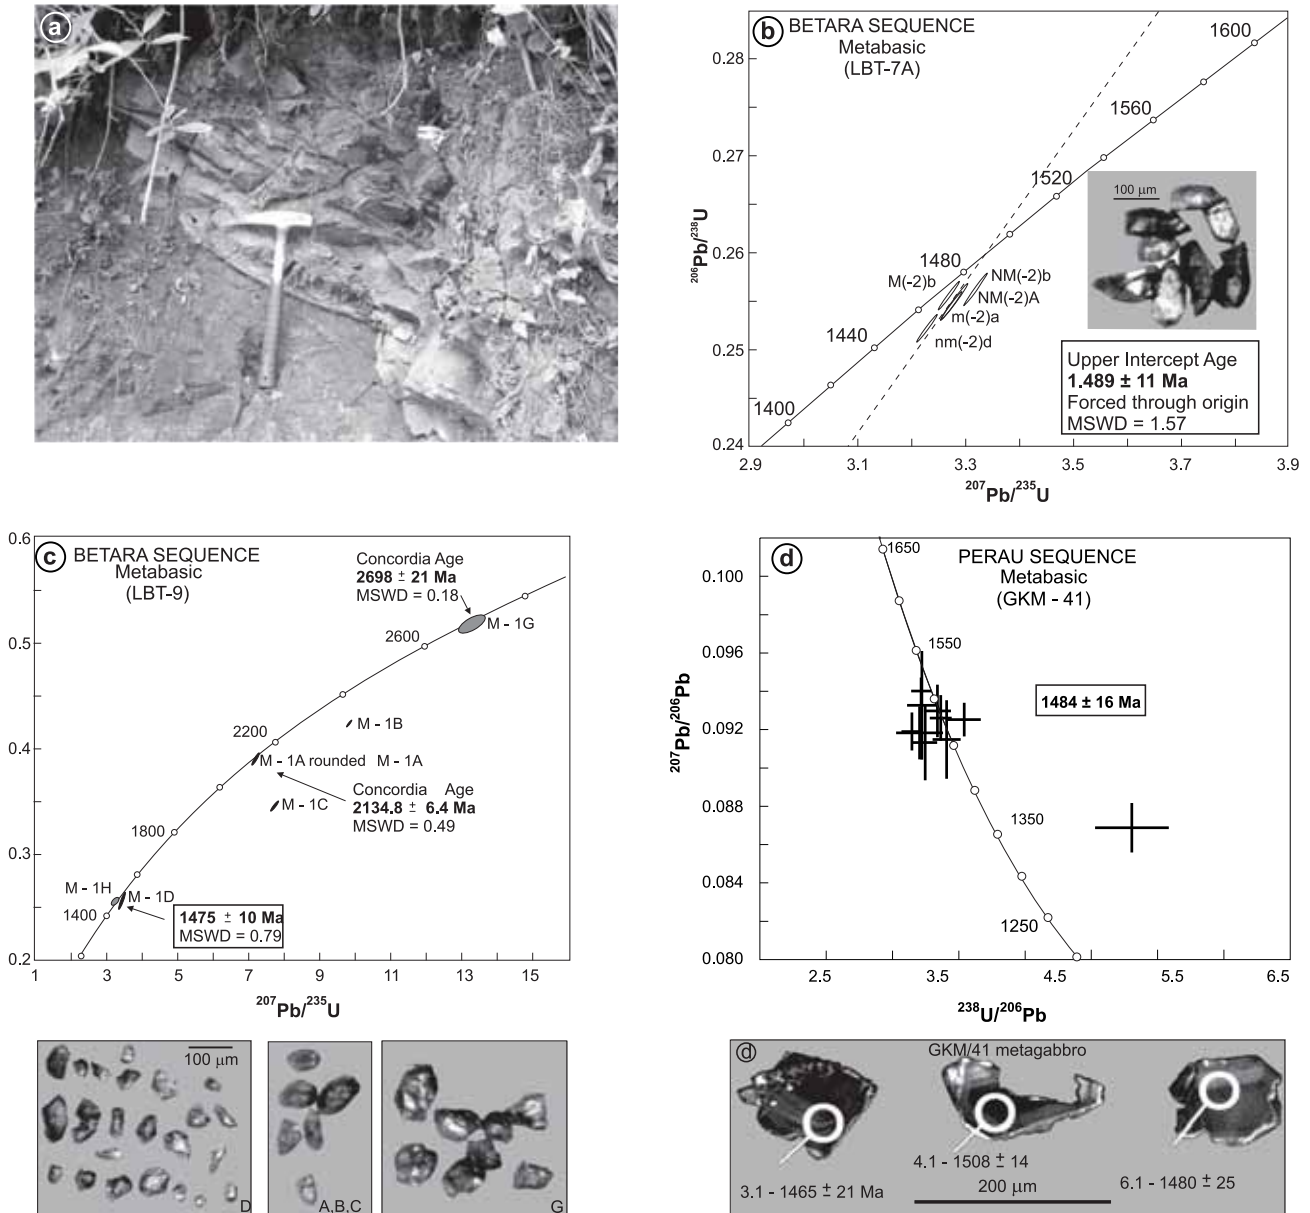 a
b
BETARA SEQUENCE
Metabasic
(LBT-7A)
0.28
0.27
0.26
0.25
0.24
²⁰⁶Pb/²³⁸U
1600
1560
1520
1480
1440
1400
M(-2)b
NM(-2)b
NM(-2)A
m(-2)a
nm(-2)d
100 µm
Upper Intercept Age
1.489 ± 11 Ma
Forced through origin
MSWD = 1.57
2.9 3.1 3.3 3.5 3.7 3.9
²⁰⁷Pb/²³⁵U
c
BETARA SEQUENCE
Metabasic
(LBT-9)
0.6
0.5
0.4
0.3
0.2
Concordia Age
2698 ± 21 Ma
MSWD = 0.18
M - 1G
2600
M - 1B
2200
M - 1A rounded M - 1A
Concordia Age
2134.8 ± 6.4 Ma
MSWD = 0.49
M - 1C
1800
M - 1H
M - 1D
1400
1475 ± 10 Ma
MSWD = 0.79
1 3 5 7 9 11 13 15
²⁰⁷Pb/²³⁵U
100 µm
D
A,B,C
G
d
PERAU SEQUENCE
Metabasic
(GKM - 41)
0.100
0.096
0.092
0.088
0.084
0.080
²⁰⁷Pb/²⁰⁶Pb
1650
1550
1484 ± 16 Ma
1350
1250
2.5 3.5 4.5 5.5 6.5
²³⁸U/²⁰⁶Pb
d
GKM/41 metagabbro
4.1 - 1508 ± 14
3.1 - 1465 ± 21 Ma
6.1 - 1480 ± 25
200 µm